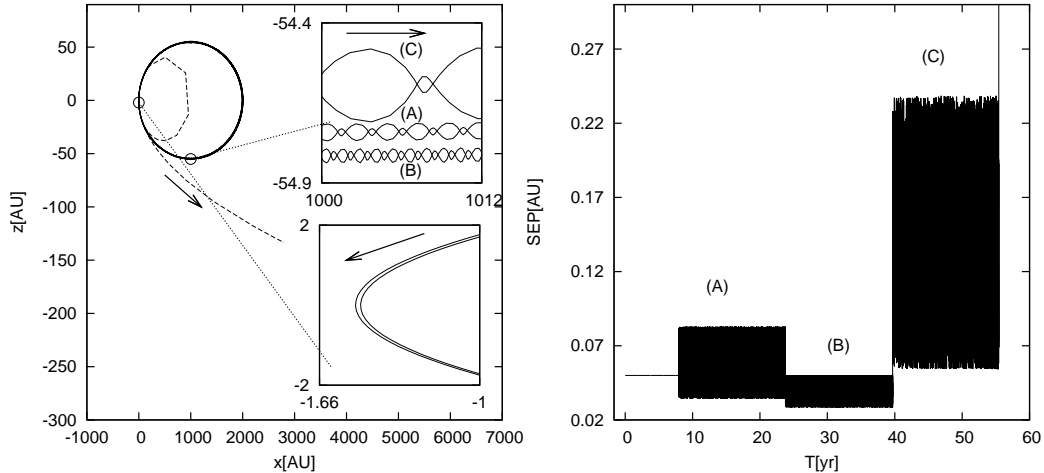 50
0
-50
-100
-150
-200
-250
-300
z[AU]
-1000 0 1000 2000 3000 4000 5000 6000 7000
x[AU]
-54.4
-54.9
1000 1012
(C)
(A)
(B)
2
-2
-1.66 -1
0.27
0.22
0.17
0.12
0.07
0.02
SEP[AU]
0 10 20 30 40 50 60
T[yr]
(A)
(B)
(C)